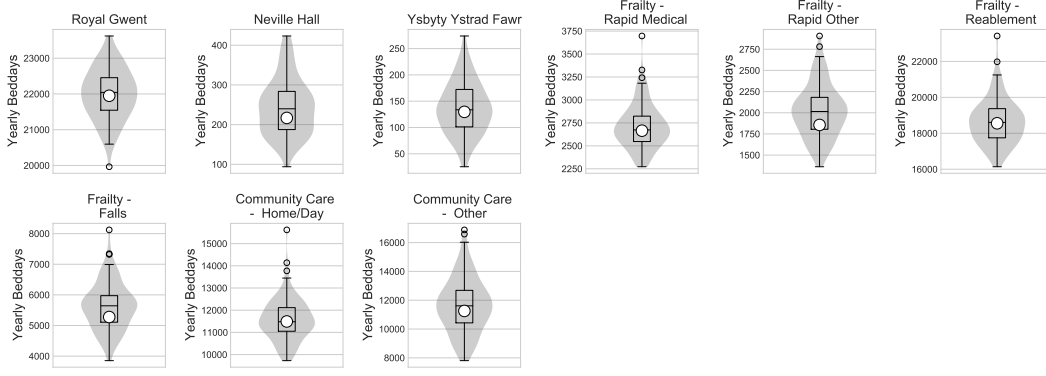 Royal Gwent
Yearly Beddays
23000
22000
21000
20000
Neville Hall
Yearly Beddays
400
300
200
100
Ysbyty Ystrad Fawr
Yearly Beddays
250
200
150
100
50
Frailty -
Rapid Medical
Yearly Beddays
3750
3500
3250
3000
2750
2500
2250
Frailty -
Rapid Other
Yearly Beddays
2750
2500
2250
2000
1750
1500
Frailty -
Reablement
Yearly Beddays
22000
20000
18000
16000
Frailty -
Falls
Yearly Beddays
8000
7000
6000
5000
4000
Community Care
- Home/Day
Yearly Beddays
15000
14000
13000
12000
11000
10000
Community Care
- Other
Yearly Beddays
16000
14000
12000
10000
8000